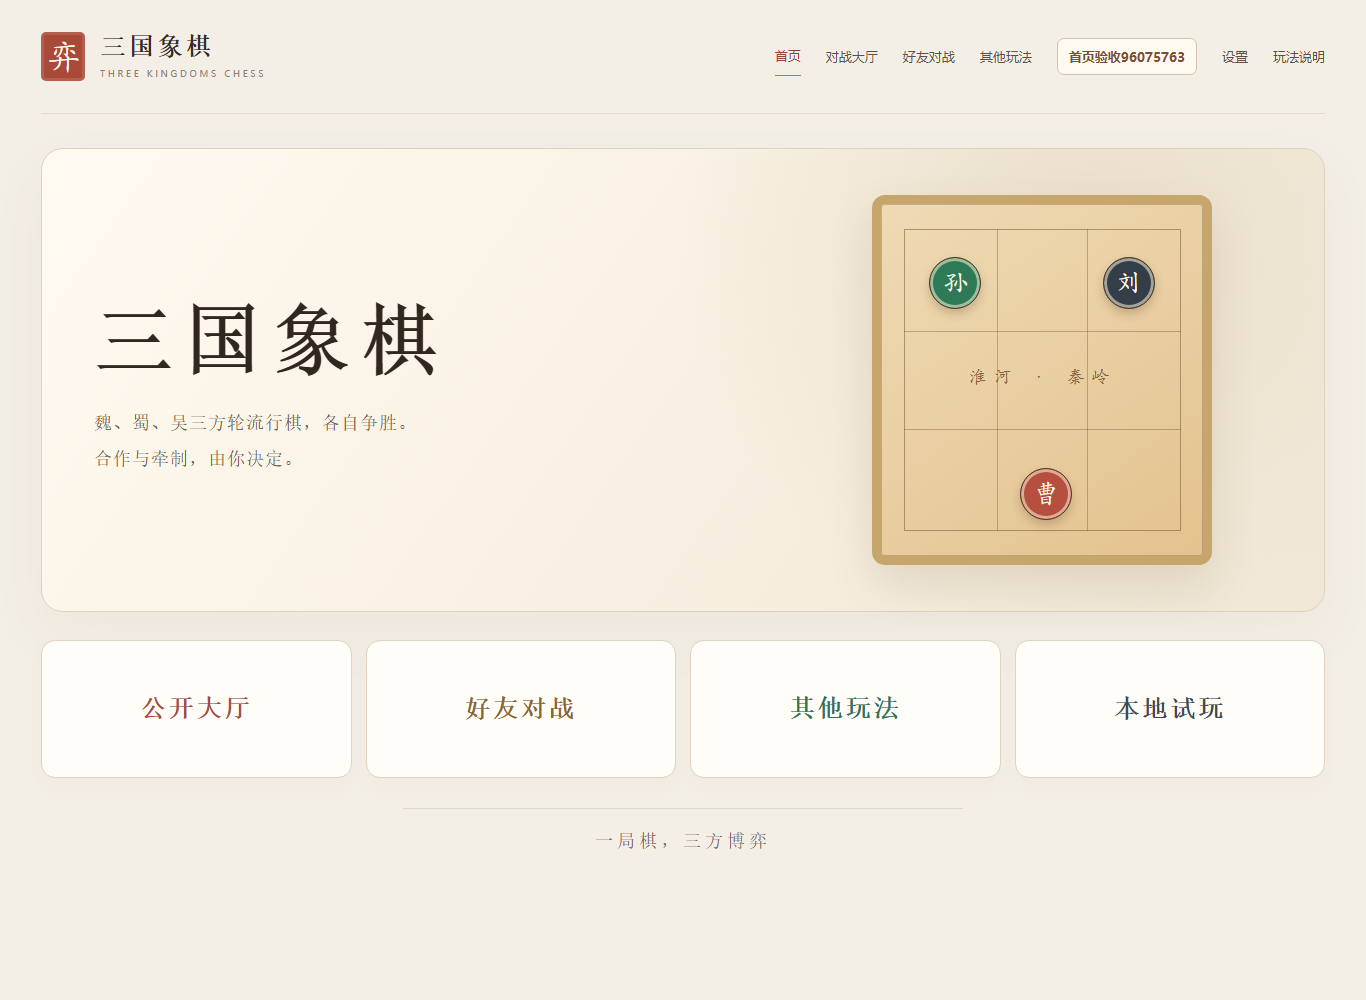 弈
三国象棋
THREE KINGDOMS CHESS
首页 对战大厅 好友对战 其他玩法 首页验收96075763 设置 玩法说明
三国象棋
魏、蜀、吴三方轮流行棋，各自争胜。
合作与牵制，由你决定。
孙 刘
淮河 · 秦岭
曹
公开大厅 好友对战 其他玩法 本地试玩
一局棋，三方博弈